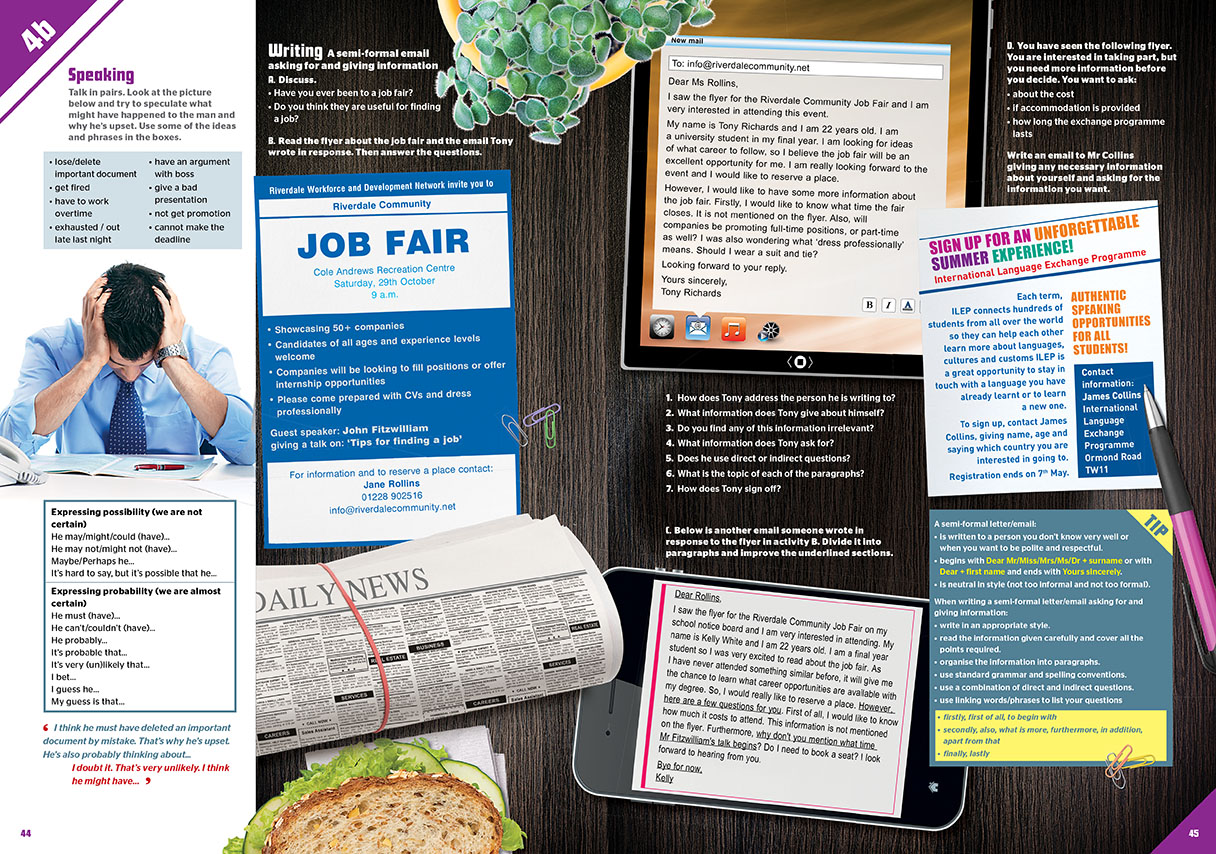 4b
Speaking
Talk in pairs. Look at the picture
below and try to speculate what
might have happened to the man and
why he's upset. Use some of the ideas
and phrases in the boxes.
• lose/delete
important document
• get fired
• have to work
overtime
• exhausted / out
late last night
• have an argument
with boss
• give a bad
presentation
• not get promotion
• cannot make the
deadline
Expressing possibility (we are not
certain)
He may/might/could (have)...
He may not/might not (have)...
Maybe/Perhaps he...
It's hard to say, but it's possible that he...
Expressing probability (we are almost
certain)
He must (have)...
He can't/couldn't (have)...
He probably...
It's probable that...
It's very (un)likely that...
I bet...
I guess he...
My guess is that...
‘ I think he must have deleted an important
document by mistake. That's why he's upset.
He's also probably thinking about...
I doubt it. That's very unlikely. I think
he might have... ’
44
Writing A semi-formal email
asking for and giving information
A. Discuss.
• Have you ever been to a job fair?
• Do you think they are useful for finding
a job?
B. Read the flyer about the job fair and the email Tony
wrote in response. Then answer the questions.
Riverdale Workforce and Development Network invite you to
Riverdale Community
JOB FAIR
Cole Andrews Recreation Centre
Saturday, 29th October
9 a.m.
• Showcasing 50+ companies
• Candidates of all ages and experience levels
welcome
• Companies will be looking to fill positions or offer
internship opportunities
• Please come prepared with CVs and dress
professionally
Guest speaker: John Fitzwilliam
giving a talk on: ‘Tips for finding a job’
For information and to reserve a place contact:
Jane Rollins
01228 902516
info@riverdalecommunity.net
DAILY NEWS
REAL ESTATE
BUSINESS
REAL ESTATE
SERVICES
SERVICES
CAREERS
CAREERS
• CALL NOW •
Sales Assistant
New mail
To: info@riverdalecommunity.net
Dear Ms Rollins,
I saw the flyer for the Riverdale Community Job Fair and I am
very interested in attending this event.
My name is Tony Richards and I am 22 years old. I am
a university student in my final year. I am looking for ideas
of what career to follow, so I believe the job fair will be an
excellent opportunity for me. I am really looking forward to the
event and I would like to reserve a place.
However, I would like to have some more information about
the job fair. Firstly, I would like to know what time the fair
closes. It is not mentioned on the flyer. Also, will
companies be promoting full-time positions, or part-time
as well? I was also wondering what ‘dress professionally’
means. Should I wear a suit and tie?
Looking forward to your reply.
Yours sincerely,
Tony Richards
B I A
1. How does Tony address the person he is writing to?
2. What information does Tony give about himself?
3. Do you find any of this information irrelevant?
4. What information does Tony ask for?
5. Does he use direct or indirect questions?
6. What is the topic of each of the paragraphs?
7. How does Tony sign off?
C. Below is another email someone wrote in
response to the flyer in activity B. Divide it into
paragraphs and improve the underlined sections.
Dear Rollins,
I saw the flyer for the Riverdale Community Job Fair on my
school notice board and I am very interested in attending. My
name is Kelly White and I am 22 years old. I am a final year
student so I was very excited to read about the job fair. As
I have never attended something similar before, it will give me
the chance to learn what career opportunities are available with
my degree. So, I would really like to reserve a place. However,
here are a few questions for you. First of all, I would like to know
how much it costs to attend. This information is not mentioned
on the flyer. Furthermore, why don't you mention what time
Mr Fitzwilliam's talk begins? Do I need to book a seat? I look
forward to hearing from you.
Bye for now,
Kelly
D. You have seen the following flyer.
You are interested in taking part, but
you need more information before
you decide. You want to ask:
• about the cost
• if accommodation is provided
• how long the exchange programme
lasts
Write an email to Mr Collins
giving any necessary information
about yourself and asking for the
information you want.
SIGN UP FOR AN UNFORGETTABLE
SUMMER EXPERIENCE!
International Language Exchange Programme
Each term,
ILEP connects hundreds of
students from all over the world
so they can help each other
learn more about languages,
cultures and customs ILEP is
a great opportunity to stay in
touch with a language you have
already learnt or to learn
a new one.
To sign up, contact James
Collins, giving name, age and
saying which country you are
interested in going to.
Registration ends on 7th May.
AUTHENTIC
SPEAKING
OPPORTUNITIES
FOR ALL
STUDENTS!
Contact
information:
James Collins
International
Language
Exchange
Programme
Ormond Road
TW11
TIP
A semi-formal letter/email:
• is written to a person you don't know very well or
when you want to be polite and respectful.
• begins with Dear Mr/Miss/Mrs/Ms/Dr + surname or with
Dear + first name and ends with Yours sincerely.
• is neutral in style (not too informal and not too formal).
When writing a semi-formal letter/email asking for and
giving information:
• write in an appropriate style.
• read the information given carefully and cover all the
points required.
• organise the information into paragraphs.
• use standard grammar and spelling conventions.
• use a combination of direct and indirect questions.
• use linking words/phrases to list your questions
• firstly, first of all, to begin with
• secondly, also, what is more, furthermore, in addition,
apart from that
• finally, lastly
45